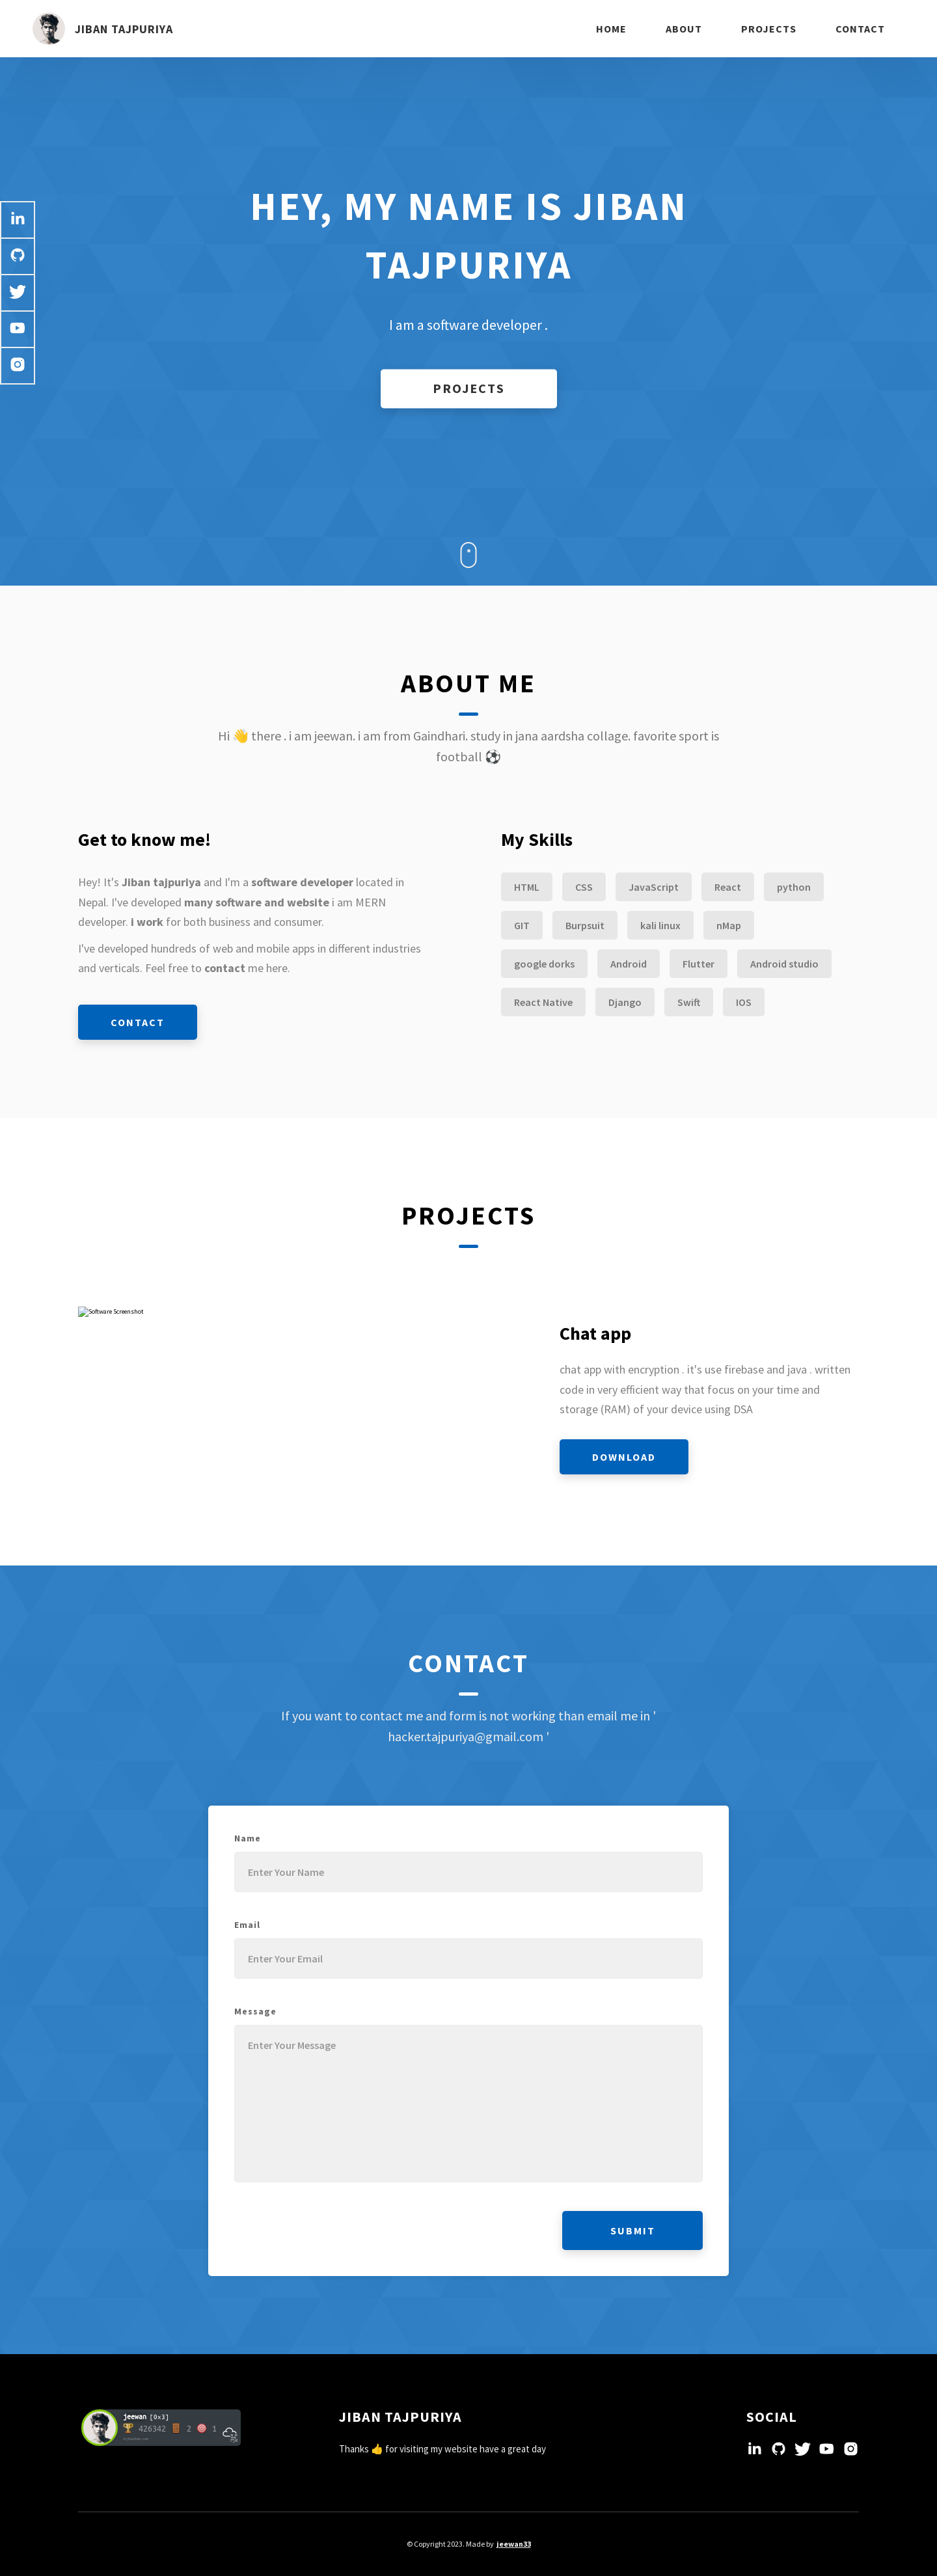 JIBAN TAJPURIYA
HOME
ABOUT
PROJECTS
CONTACT
HEY, MY NAME IS JIBAN
TAJPURIYA
I am a software developer .
PROJECTS
ABOUT ME
Hi 👋 there . i am jeewan. i am from Gaindhari. study in jana aardsha collage. favorite sport is
football ⚽
Get to know me!
Hey! It's Jiban tajpuriya and I'm a software developer located in
Nepal. I've developed many software and website i am MERN
developer. i work for both business and consumer.
I've developed hundreds of web and mobile apps in different industries
and verticals. Feel free to contact me here.
CONTACT
My Skills
HTML
CSS
JavaScript
React
python
GIT
Burpsuit
kali linux
nMap
google dorks
Android
Flutter
Android studio
React Native
Django
Swift
IOS
PROJECTS
Software Screenshot
Chat app
chat app with encryption . it's use firebase and java . written
code in very efficient way that focus on your time and
storage (RAM) of your device using DSA
DOWNLOAD
CONTACT
If you want to contact me and form is not working than email me in '
hacker.tajpuriya@gmail.com '
Name
Enter Your Name
Email
Enter Your Email
Message
Enter Your Message
SUBMIT
jeewan [0x3]
426342 2 1
JIBAN TAJPURIYA
Thanks 👍 for visiting my website have a great day
SOCIAL
© Copyright 2023. Made by jeewan33